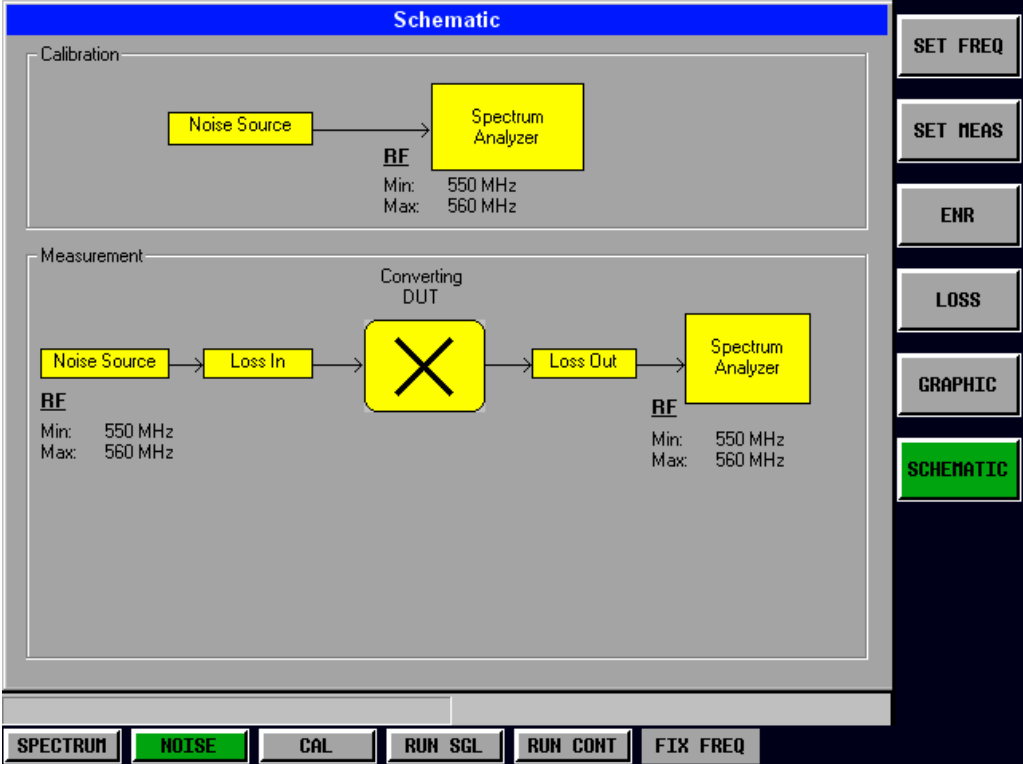 Schematic
Calibration
Noise Source
Spectrum
Analyzer
RF
Min: 550 MHz
Max: 560 MHz
Measurement
Converting
DUT
Noise Source
Loss In
Loss Out
Spectrum
Analyzer
RF
Min: 550 MHz
Max: 560 MHz
RF
Min: 550 MHz
Max: 560 MHz
SET FREQ
SET MEAS
ENR
LOSS
GRAPHIC
SCHEMATIC
SPECTRUM
NOISE
CAL
RUN SGL
RUN CONT
FIX FREQ